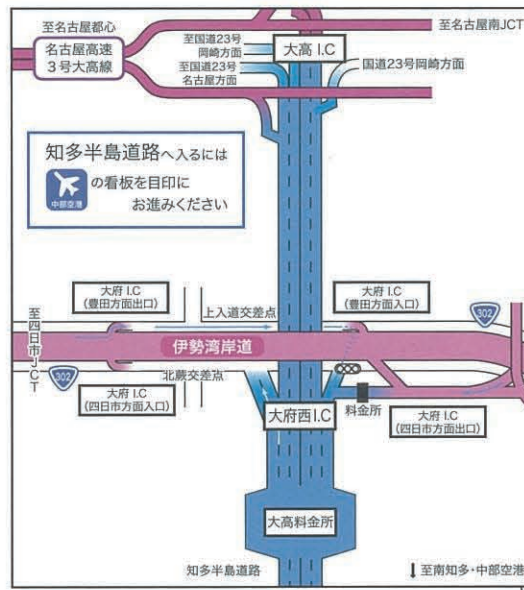 至名古屋都心
名古屋高速
3号大高線
至国道23号
岡崎方面
至国道23号
名古屋方面
大高 I.C
至名古屋南JCT
国道23号岡崎方面
知多半島道路へ入るには
中部空港
の看板を目印に
お進みください
大府 I.C
(豊田方面出口)
上入道交差点
大府 I.C
(豊田方面入口)
302
至四日市JCT
伊勢湾岸道
302
北蕨交差点
大府 I.C
(四日市方面入口)
大府西I.C
料金所
大府 I.C
(四日市方面出口)
大高料金所
知多半島道路
至南知多・中部空港